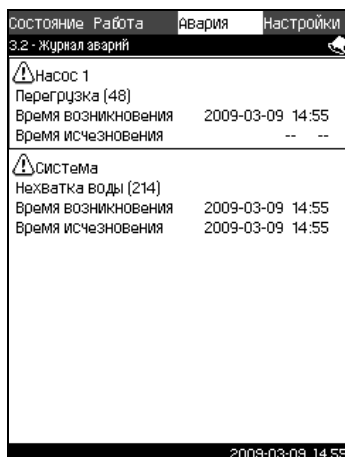 Состояние Работа Авария Настройки
3.2 - Журнал аварий
Насос 1
Перегрузка (48)
Время возникновения 2009-03-09 14:55
Время исчезновения -- --
Система
Нехватка воды (214)
Время возникновения 2009-03-09 14:55
Время исчезновения 2009-03-09 14:55
2009-03-09 14:55